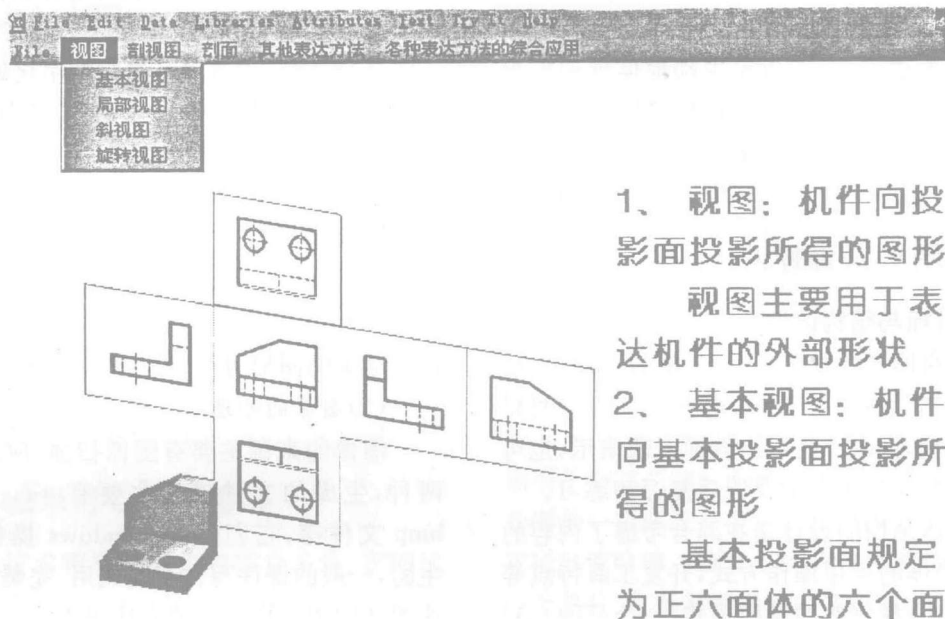 File Edit Data Libraries Attributes Text Try It Help
File 视图 剖视图 剖面 其他表达方法 各种表达方法的综合应用
基本视图
局部视图
斜视图
旋转视图
1、 视图：机件向投
影面投影所得的图形
视图主要用于表
达机件的外部形状
2、 基本视图：机件
向基本投影面投影所
得的图形
基本投影面规定
为正六面体的六个面